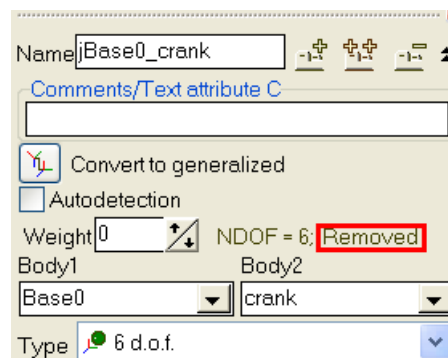 Name jBase0_crank
Comments/Text attribute C
Convert to generalized
Autodetection
Weight 0 NDOF = 6; Removed
Body1 Body2
Base0 crank
Type 6 d.o.f.